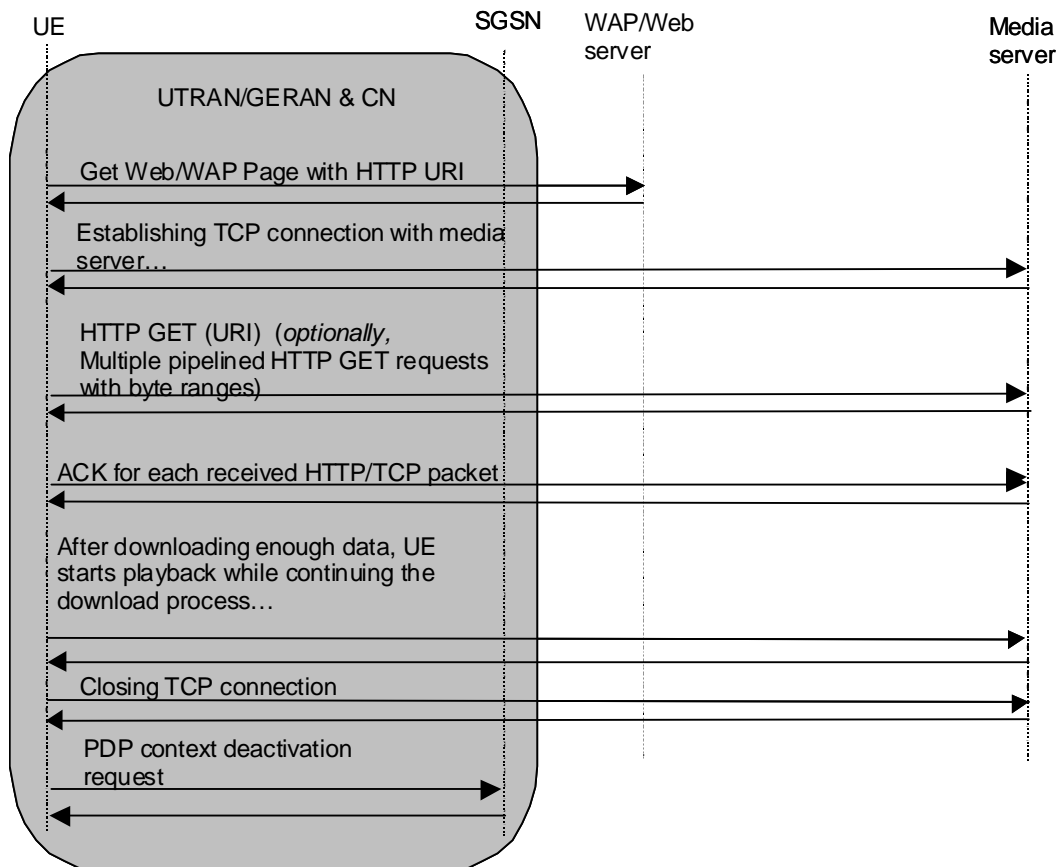 UE
SGSN
WAP/Web
server
Media
server
UTRAN/GERAN & CN
Get Web/WAP Page with HTTP URI
Establishing TCP connection with media
server…
HTTP GET (URI) (optionally,
Multiple pipelined HTTP GET requests
with byte ranges)
ACK for each received HTTP/TCP packet
After downloading enough data, UE
starts playback while continuing the
download process…
Closing TCP connection
PDP context deactivation
request